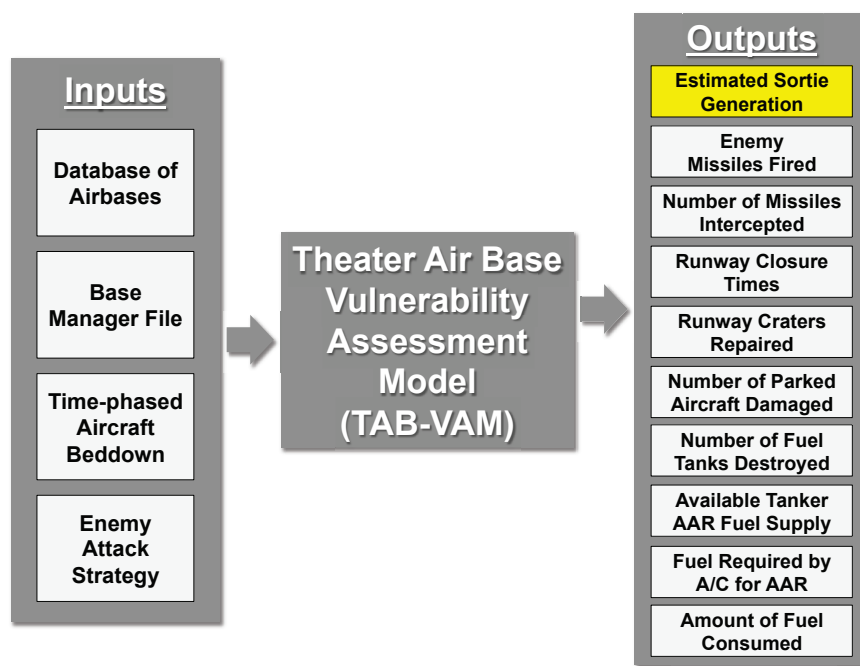 Inputs
Database of
Airbases
Base
Manager File
Time-phased
Aircraft
Beddown
Enemy
Attack
Strategy
Theater Air Base
Vulnerability
Assessment
Model
(TAB-VAM)
Outputs
Estimated Sortie
Generation
Enemy
Missiles Fired
Number of Missiles
Intercepted
Runway Closure
Times
Runway Craters
Repaired
Number of Parked
Aircraft Damaged
Number of Fuel
Tanks Destroyed
Available Tanker
AAR Fuel Supply
Fuel Required by
A/C for AAR
Amount of Fuel
Consumed